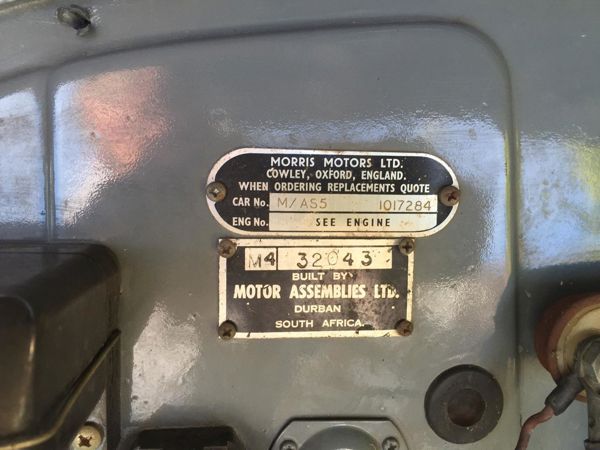 MORRIS MOTORS LTD.
COWLEY, OXFORD, ENGLAND.
WHEN ORDERING REPLACEMENTS QUOTE
CAR No. M/AS5 1017284
ENG No. SEE ENGINE
M4 32043
BUILT BY
MOTOR ASSEMBLIES LTD.
DURBAN
SOUTH AFRICA.